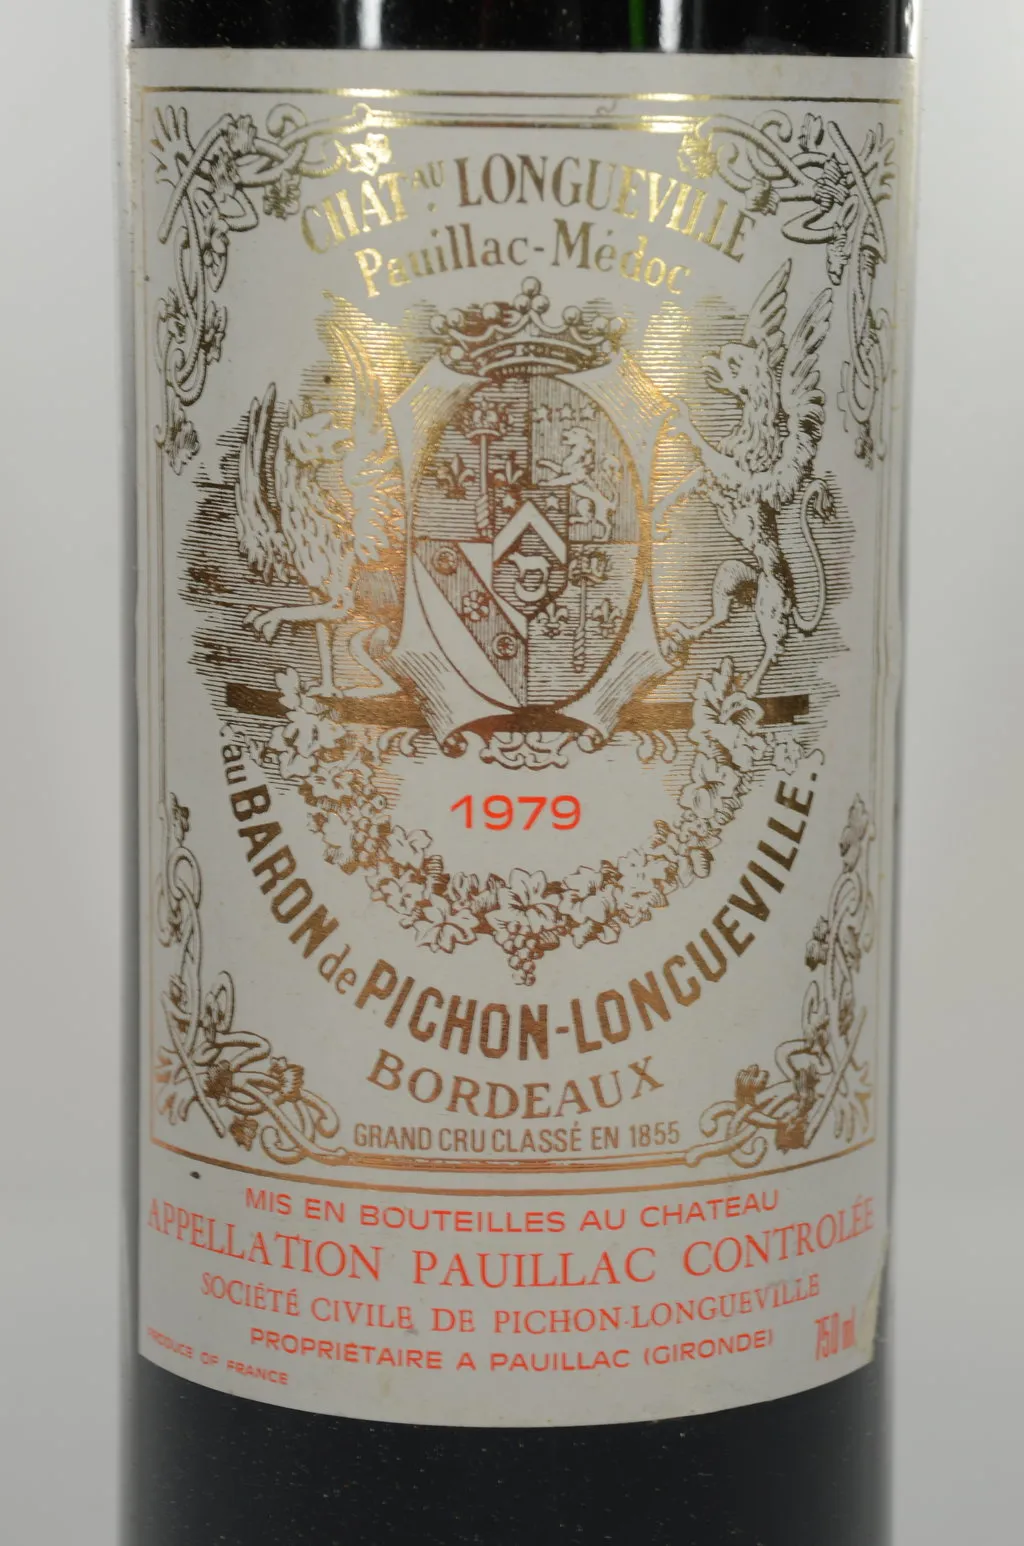 CHATAU LONGUEVILLE
Pauillac-Médoc
1979
au BARON de PICHON-LONGUEVILLE.
BORDEAUX
GRAND CRU CLASSÉ EN 1855
MIS EN BOUTEILLES AU CHATEAU
APPELLATION PAUILLAC CONTROLÉE
SOCIÉTÉ CIVILE DE PICHON-LONGUEVILLE
PROPRIÉTAIRE A PAUILLAC (GIRONDE)
750 ml
PRODUCE OF FRANCE